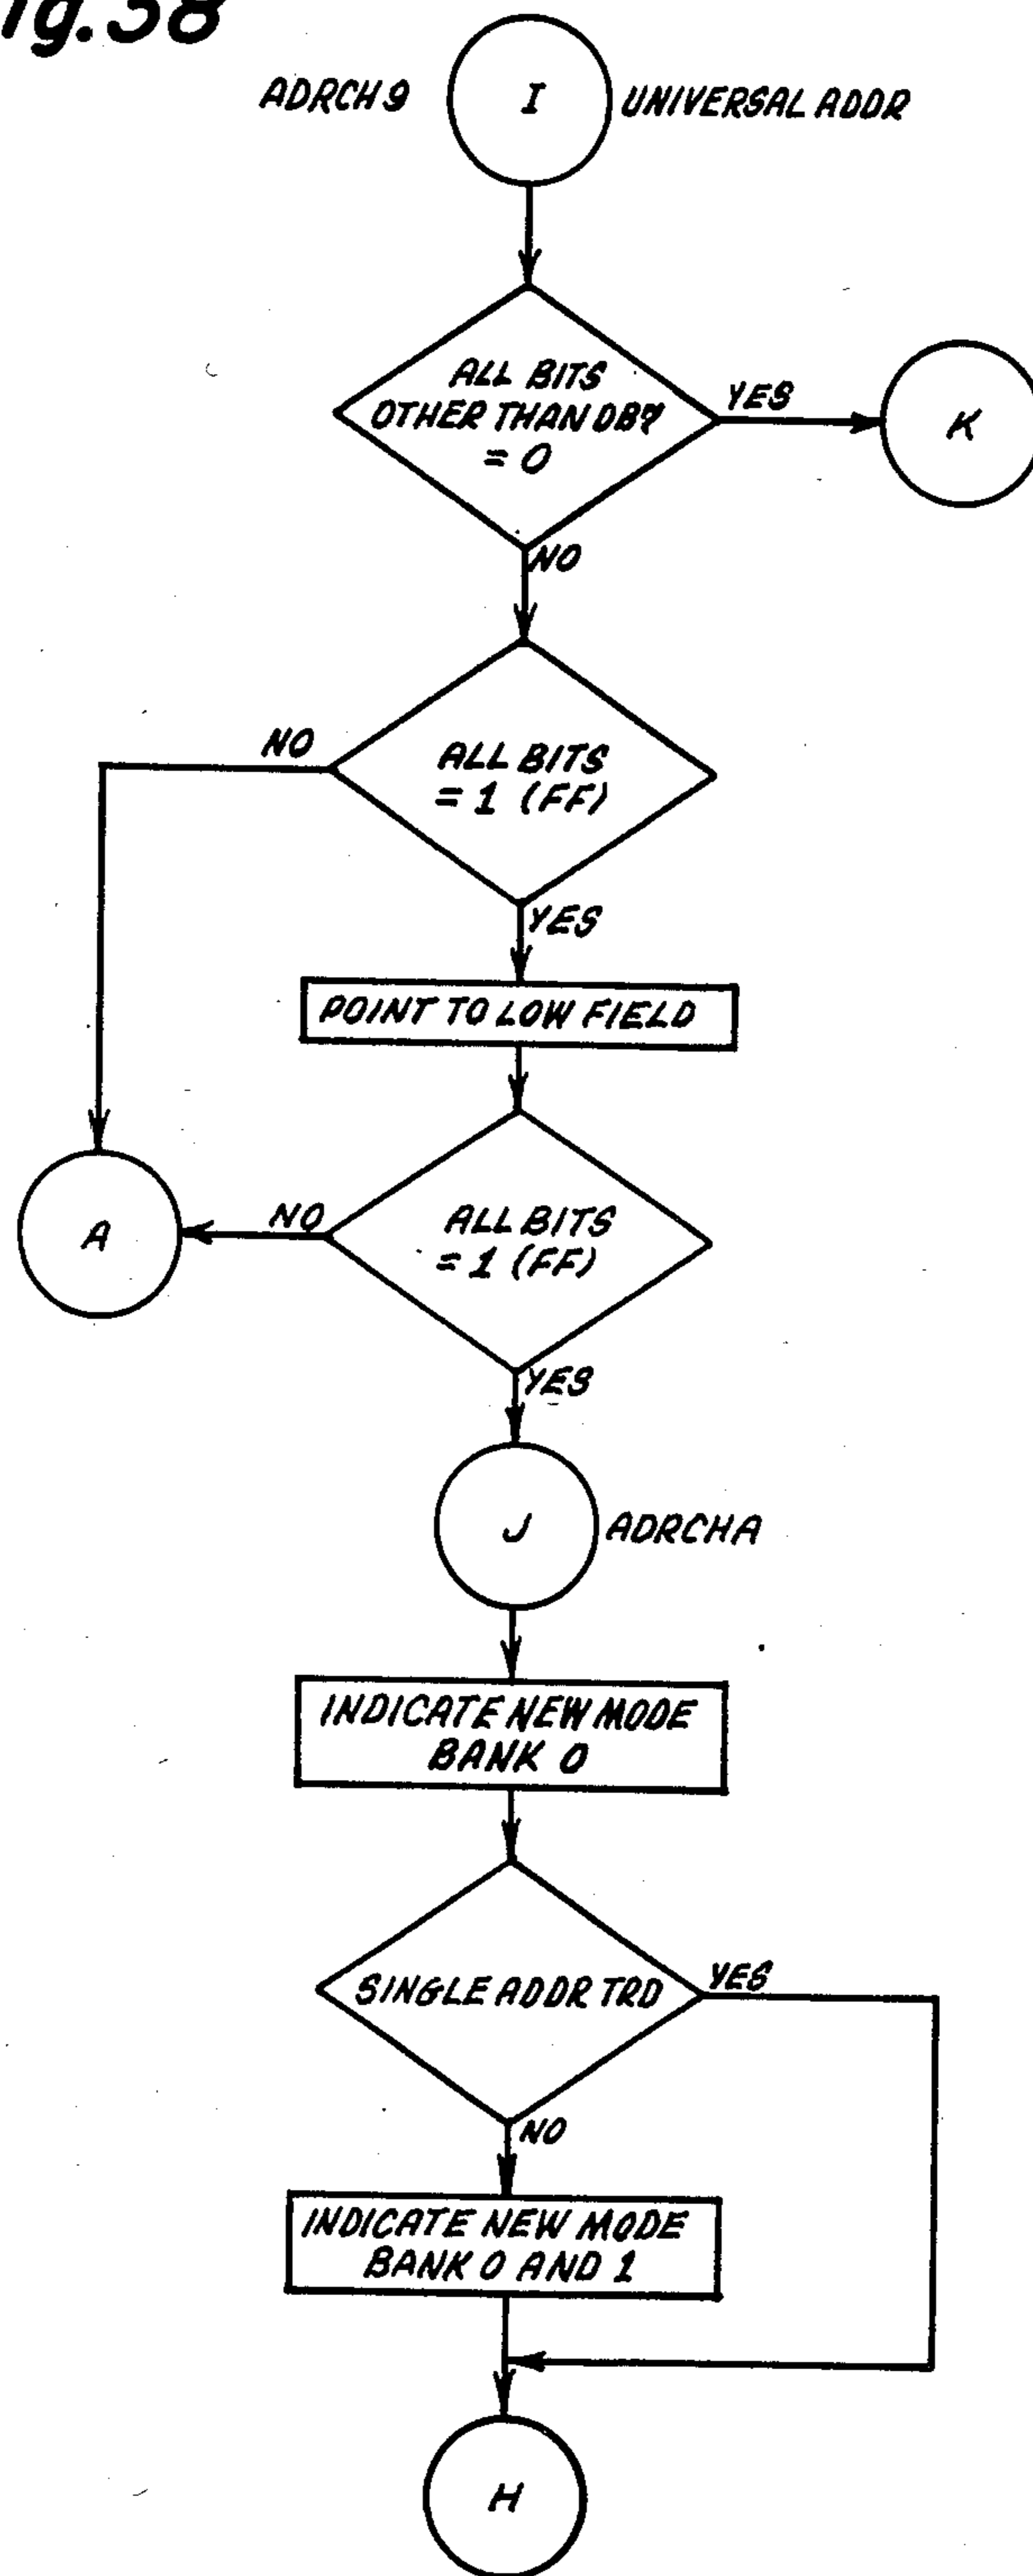 ig. 38
ADRCH 9
I
UNIVERSAL ADDR
ALL BITS
OTHER THAN DB7
= 0
YES
K
NO
ALL BITS
= 1 (FF)
NO
YES
POINT TO LOW FIELD
ALL BITS
= 1 (FF)
NO
A
YES
J
ADRCHA
INDICATE NEW MODE
BANK 0
SINGLE ADDR TRD
YES
NO
INDICATE NEW MODE
BANK 0 AND 1
H